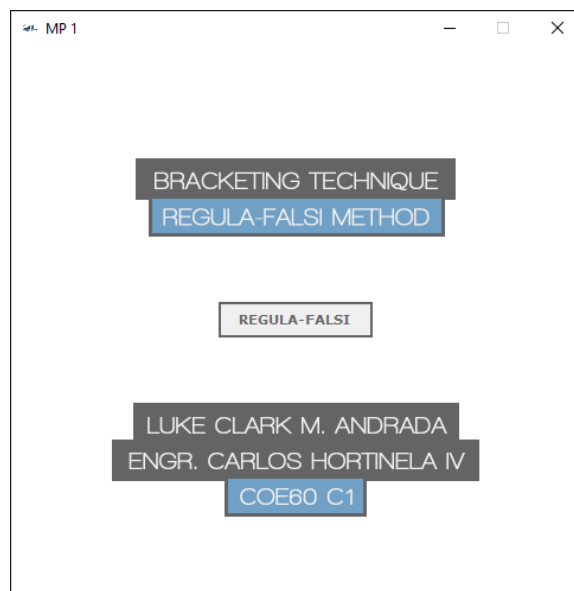 MP 1
BRACKETING TECHNIQUE
REGULA-FALSI METHOD
REGULA-FALSI
LUKE CLARK M. ANDRADA
ENGR. CARLOS HORTINELA IV
COE60 C1